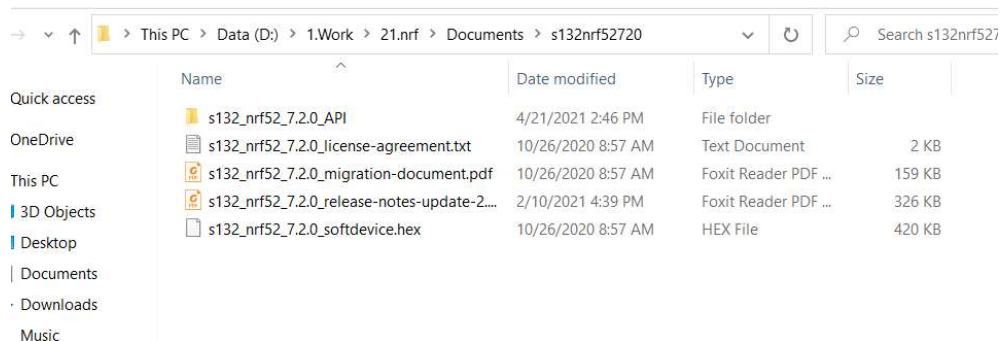 This PC > Data (D:) > 1.Work > 21.nrf > Documents > s132nrf52720
Search s132nrf527
Name Date modified Type Size
Quick access
OneDrive
This PC
3D Objects
Desktop
Documents
Downloads
Music
s132_nrf52_7.2.0_API 4/21/2021 2:46 PM File folder
s132_nrf52_7.2.0_license-agreement.txt 10/26/2020 8:57 AM Text Document 2 KB
s132_nrf52_7.2.0_migration-document.pdf 10/26/2020 8:57 AM Foxit Reader PDF ... 159 KB
s132_nrf52_7.2.0_release-notes-update-2.... 2/10/2021 4:39 PM Foxit Reader PDF ... 326 KB
s132_nrf52_7.2.0_softdevice.hex 10/26/2020 8:57 AM HEX File 420 KB